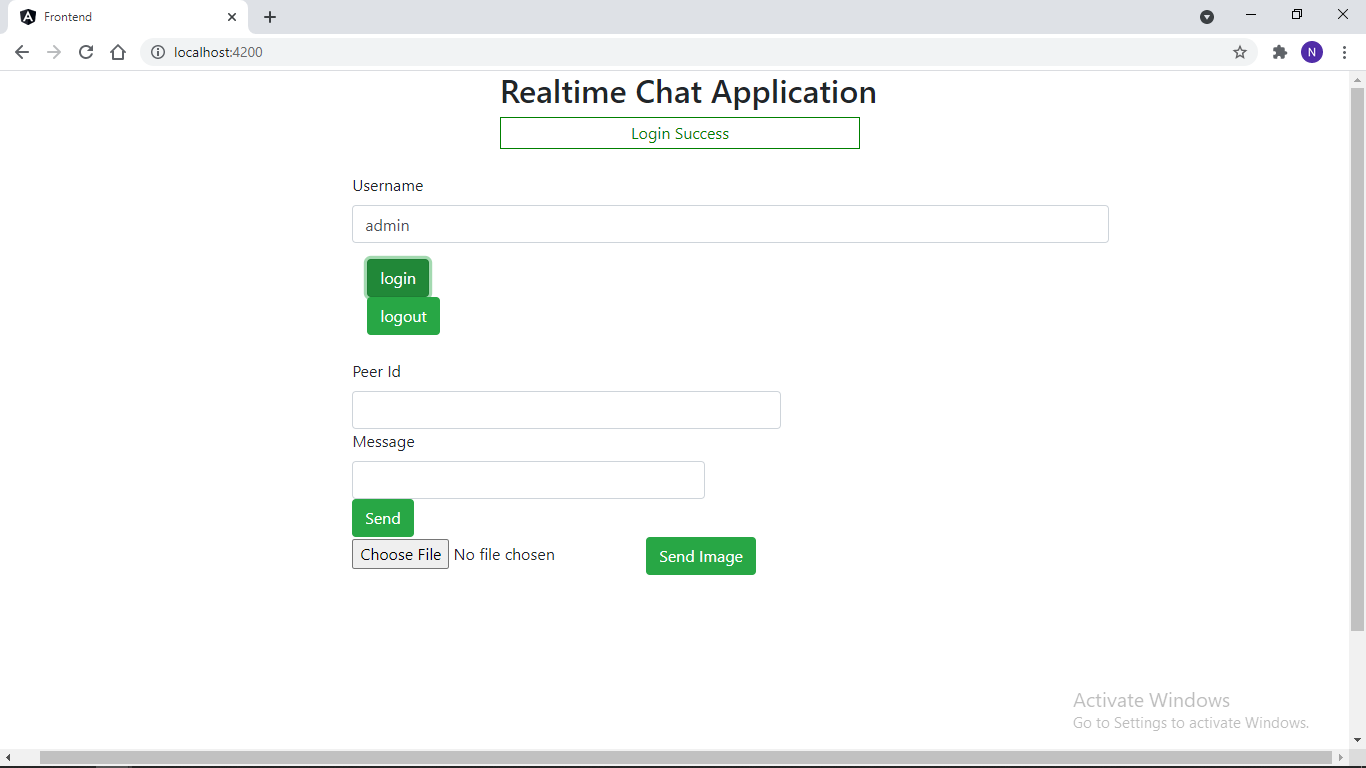 Frontend
localhost:4200
N
Realtime Chat Application
Login Success
Username
admin
login
logout
Peer Id
Message
Send
Choose File No file chosen Send Image
Activate Windows
Go to Settings to activate Windows.